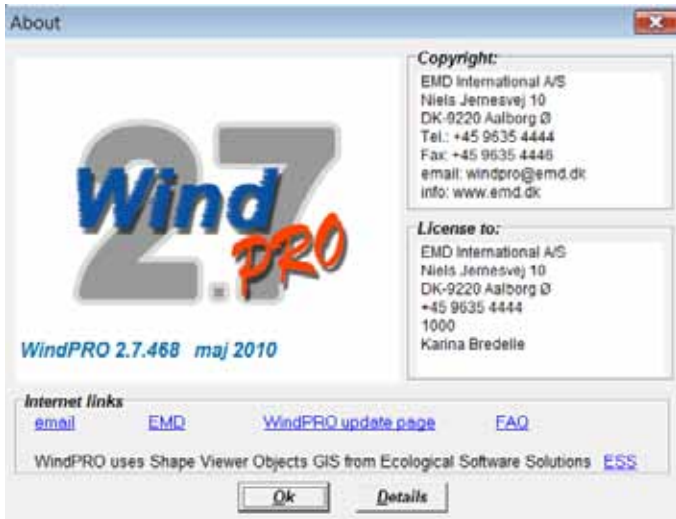 About
Copyright:
EMD International A/S
Niels Jernesvej 10
DK-9220 Aalborg Ø
Tel.: +45 9635 4444
Fax: +45 9635 4446
email: windpro@emd.dk
info: www.emd.dk
2.7
Wind
PRO
WindPRO 2.7.468 maj 2010
License to:
EMD International A/S
Niels Jernesvej 10
DK-9220 Aalborg Ø
+45 9635 4444
1000
Karina Bredelle
Internet links
email EMD WindPRO update page FAQ
WindPRO uses Shape Viewer Objects GIS from Ecological Software Solutions ESS
Ok Details